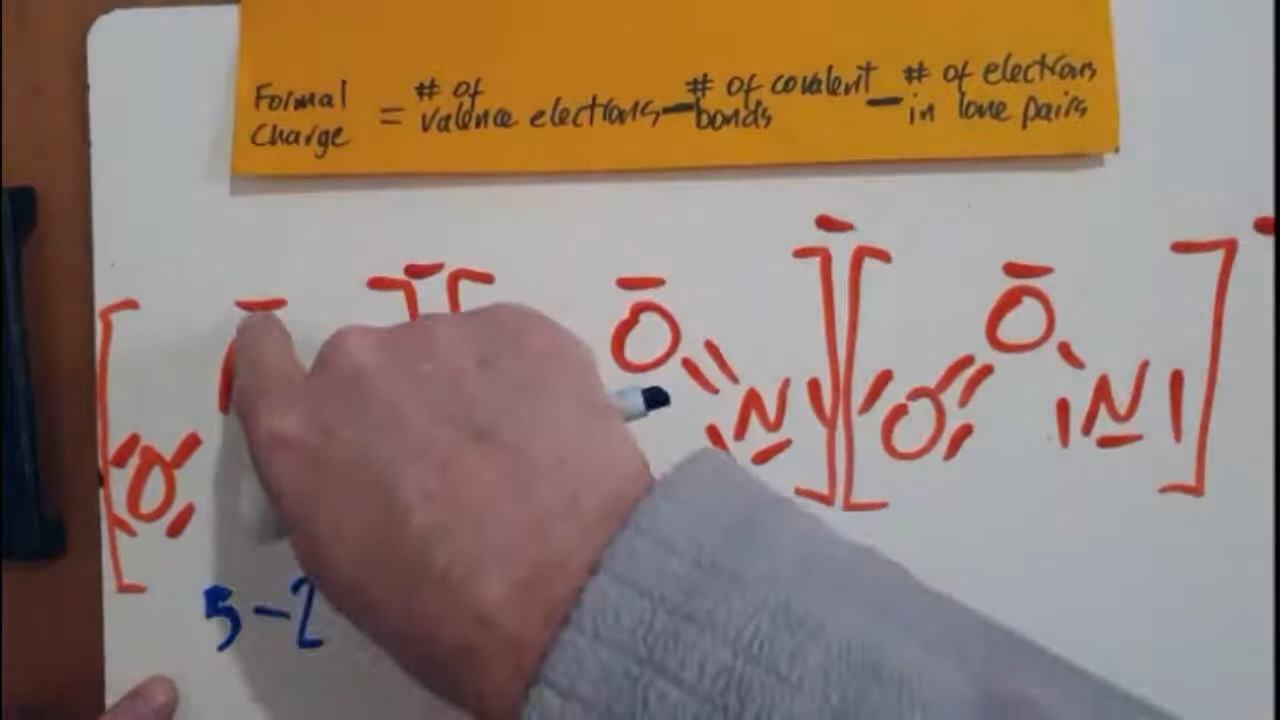 Formal Charge = # of valence electrons - # of covalent bonds - # of electrons in lone pairs
O O N O O N
5-2